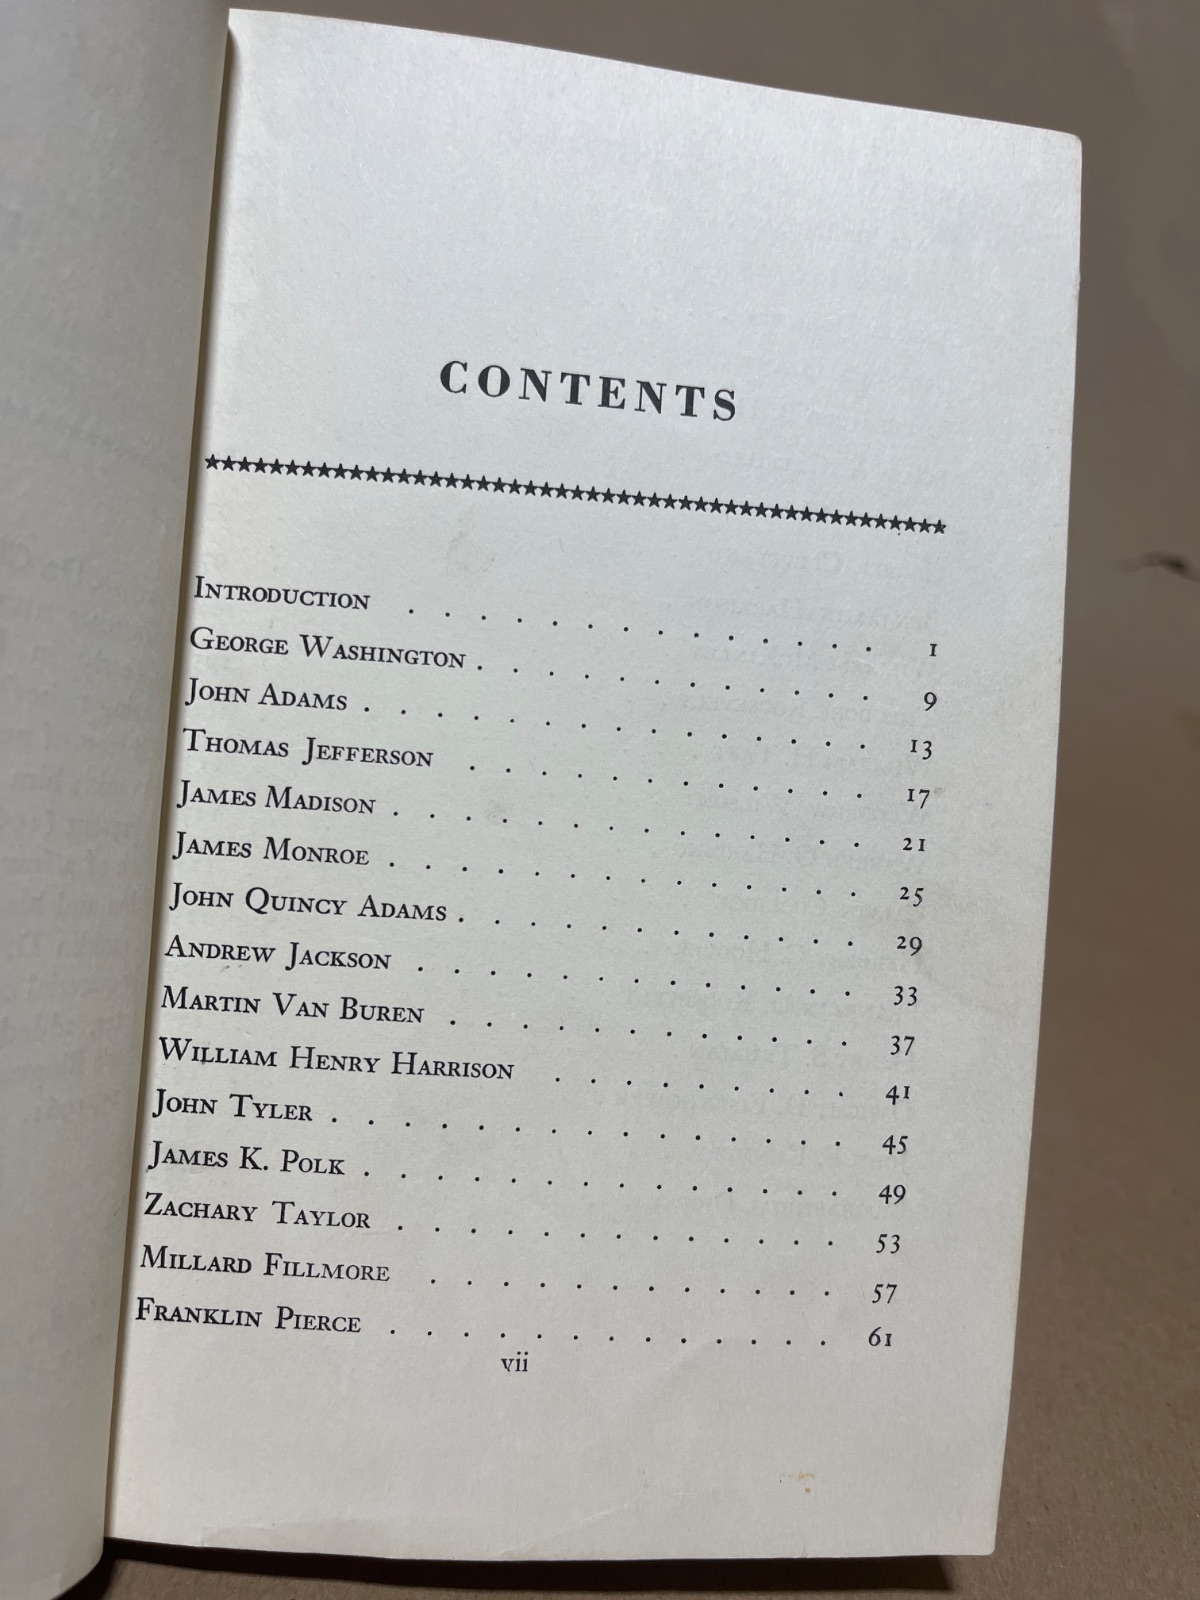 CONTENTS
INTRODUCTION . . . . . . . . . . . . . . 1
GEORGE WASHINGTON . . . . . . . . . . . . 9
JOHN ADAMS . . . . . . . . . . . . . . . 13
THOMAS JEFFERSON . . . . . . . . . . . . 17
JAMES MADISON . . . . . . . . . . . . . . 21
JAMES MONROE . . . . . . . . . . . . . . 25
JOHN QUINCY ADAMS . . . . . . . . . . . . 29
ANDREW JACKSON . . . . . . . . . . . . . 33
MARTIN VAN BUREN . . . . . . . . . . . . 37
WILLIAM HENRY HARRISON . . . . . . . . . 41
JOHN TYLER . . . . . . . . . . . . . . . 45
JAMES K. POLK . . . . . . . . . . . . . . 49
ZACHARY TAYLOR . . . . . . . . . . . . . 53
MILLARD FILLMORE . . . . . . . . . . . . 57
FRANKLIN PIERCE . . . . . . . . . . . . . 61
vii